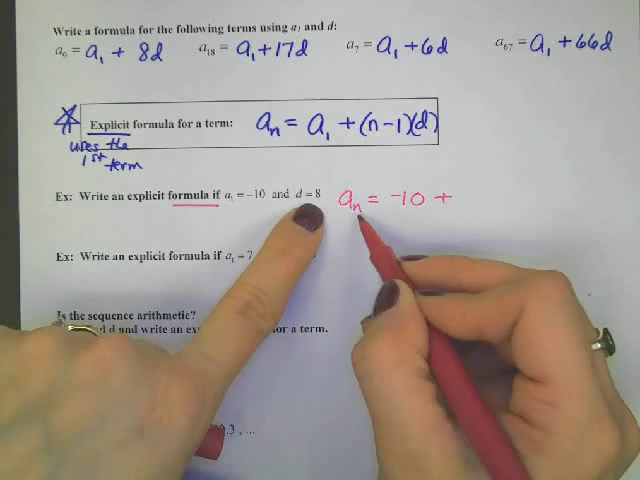 Write a formula for the following terms using a₁ and d:
a₉ = a₁ + 8d a₁₈ = a₁ + 17d a₇ = a₁ + 6d a₆₇ = a₁ + 66d
Explicit formula for a term: aₙ = a₁ + (n-1)(d)
uses the
1st term
Ex: Write an explicit formula if a₁ = -10 and d = 8 aₙ = -10 +
Ex: Write an explicit formula if a₁ = 7
Is the sequence arithmetic?
d and write an for a term.
.3, ...